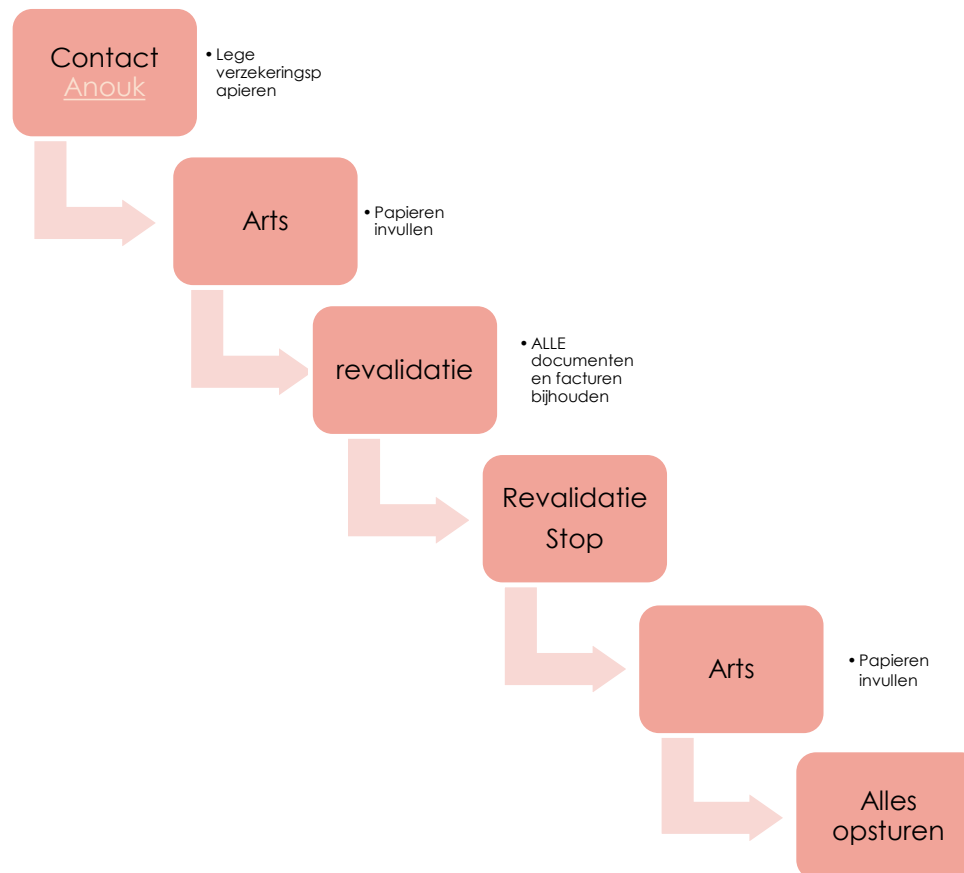 Contact
Anouk
• Lege
verzekeringsp
apieren
Arts
• Papieren
invullen
revalidatie
• ALLE
documenten
en facturen
bijhouden
Revalidatie
Stop
Arts
• Papieren
invullen
Alles
opsturen